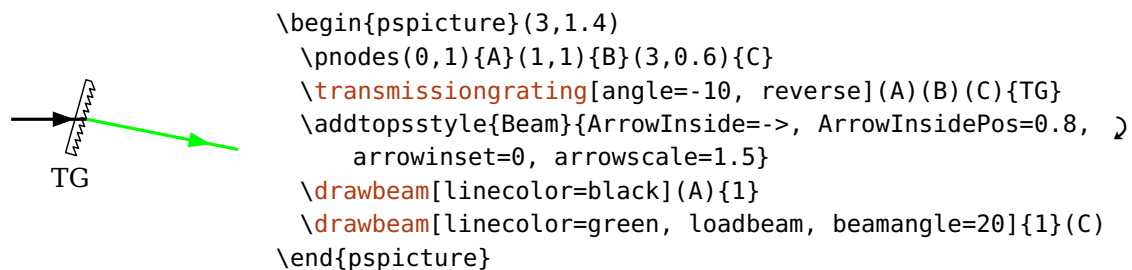 \begin{pspicture}(3,1.4)
\pnodes(0,1){A}(1,1){B}(3,0.6){C}
\transmissiongrating[angle=-10, reverse](A)(B)(C){TG}
\addtopsstyle{Beam}{ArrowInside=->, ArrowInsidePos=0.8,
arrowinset=0, arrowscale=1.5}
\drawbeam[linecolor=black](A){1}
\drawbeam[linecolor=green, loadbeam, beamangle=20]{1}(C)
\end{pspicture}
TG